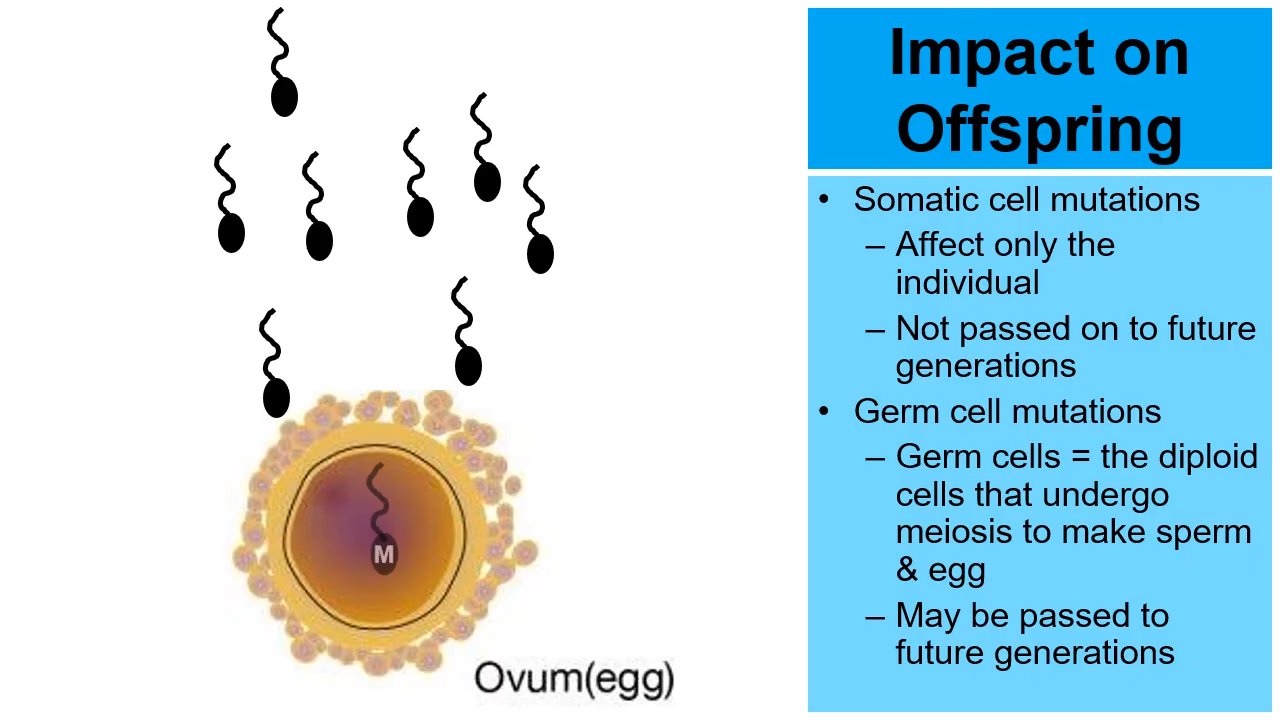 Impact on
Offspring
• Somatic cell mutations
– Affect only the
individual
– Not passed on to future
generations
• Germ cell mutations
– Germ cells = the diploid
cells that undergo
meiosis to make sperm
& egg
– May be passed to
future generations
M
Ovum(egg)